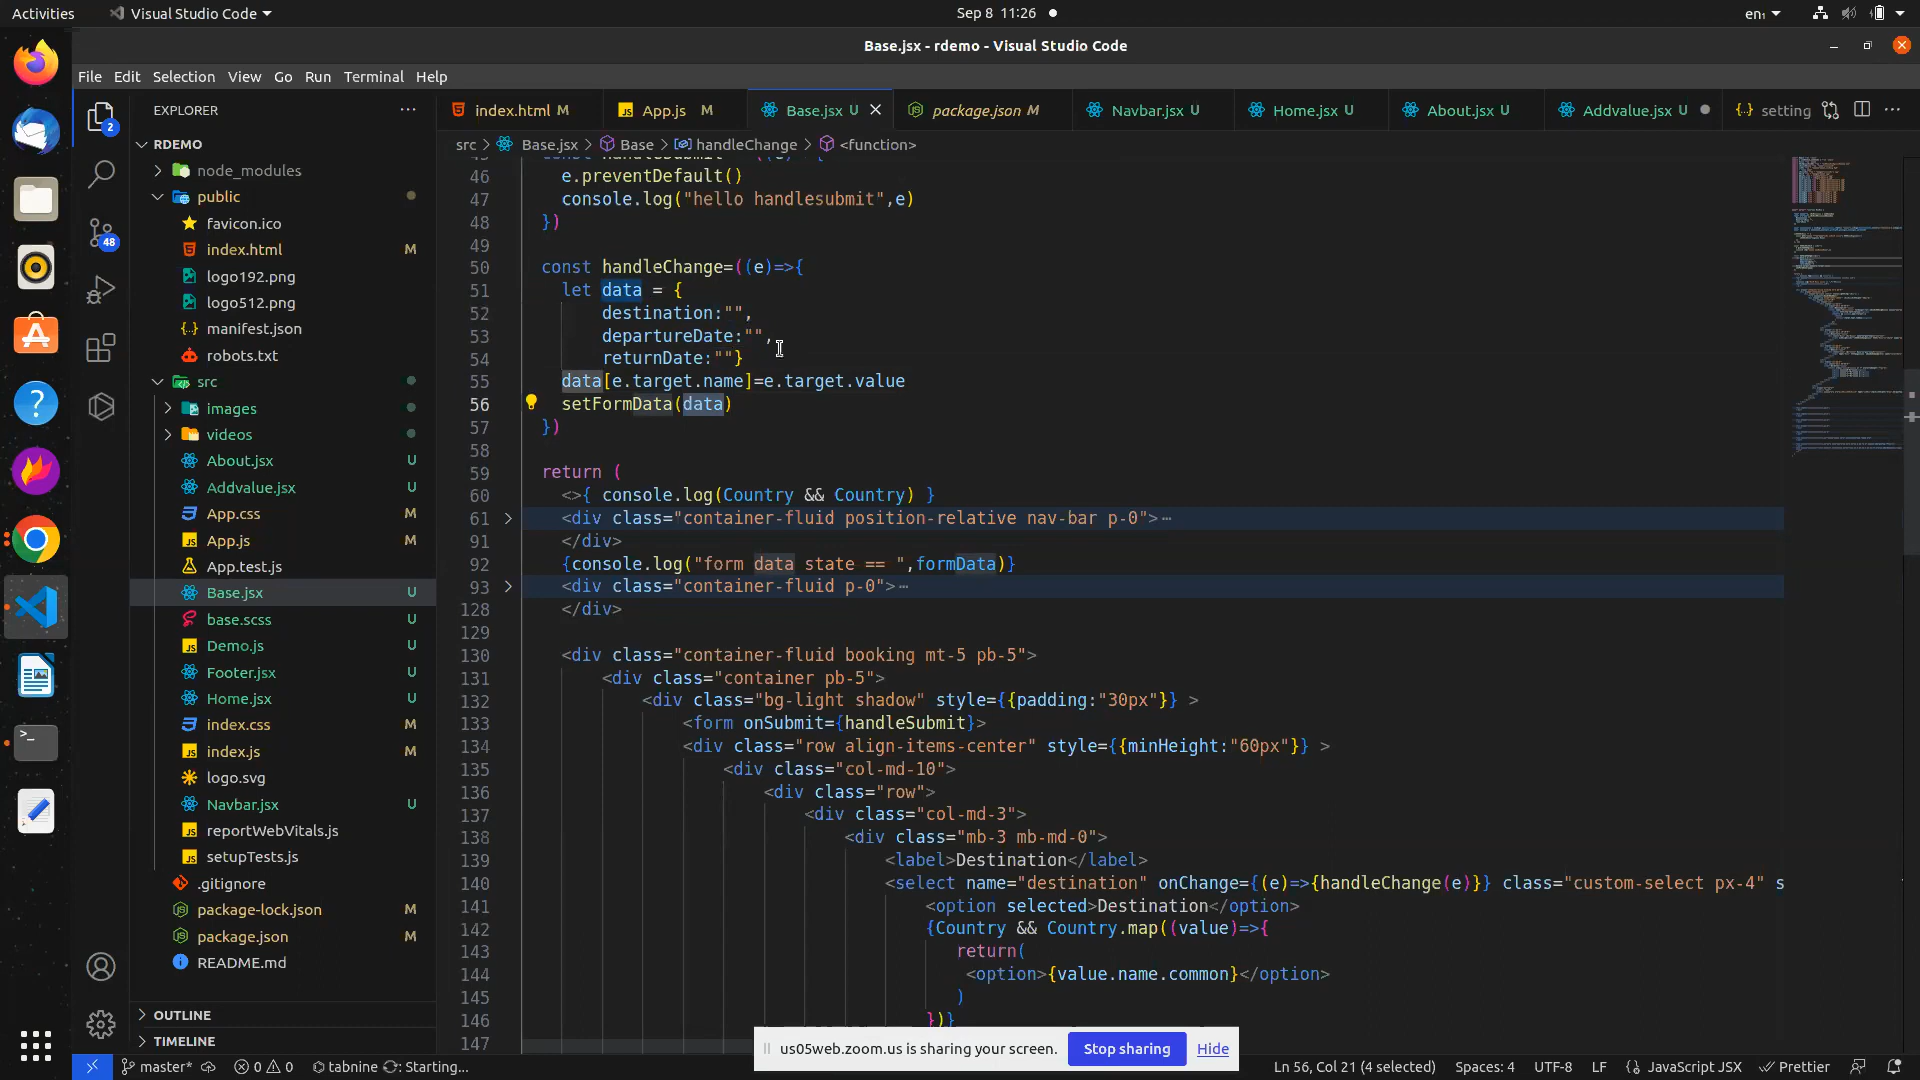 Activities
Visual Studio Code
Sep 8 11:26
en₁
Base.jsx - rdemo - Visual Studio Code
File Edit Selection View Go Run Terminal Help
EXPLORER
RDEMO
node_modules
public
favicon.ico
index.html M
logo192.png
logo512.png
manifest.json
robots.txt
src
images
videos
About.jsx U
Addvalue.jsx U
App.css M
App.js M
App.test.js
Base.jsx U
base.scss U
Demo.js U
Footer.jsx U
Home.jsx U
index.css M
index.js M
logo.svg
Navbar.jsx U
reportWebVitals.js
setupTests.js
.gitignore
package-lock.json M
package.json M
README.md
OUTLINE
TIMELINE
2
48
index.html M
App.js M
Base.jsx U
package.json M
Navbar.jsx U
Home.jsx U
About.jsx U
Addvalue.jsx U
setting
src > Base.jsx > Base > handleChange > <function>
46 e.preventDefault()
47 console.log("hello handlesubmit",e)
48 })
49
50 const handleChange=((e)=>{
51 let data = {
52 destination:"",
53 departureDate:"",
54 returnDate:""}
55 data[e.target.name]=e.target.value
56 setFormData(data)
57 })
58
59 return (
60 <>{ console.log(Country && Country) }
61 <div class="container-fluid position-relative nav-bar p-0">⋯
91 </div>
92 {console.log("form data state == ",formData)}
93 <div class="container-fluid p-0">⋯
128 </div>
129
130 <div class="container-fluid booking mt-5 pb-5">
131 <div class="container pb-5">
132 <div class="bg-light shadow" style={{padding:"30px"}} >
133 <form onSubmit={handleSubmit}>
134 <div class="row align-items-center" style={{minHeight:"60px"}} >
135 <div class="col-md-10">
136 <div class="row">
137 <div class="col-md-3">
138 <div class="mb-3 mb-md-0">
139 <label>Destination</label>
140 <select name="destination" onChange={(e)=>{handleChange(e)}} class="custom-select px-4" s
141 <option selected>Destination</option>
142 {Country && Country.map((value)=>{
143 return(
144 <option>{value.name.common}</option>
145 )
146 })}
147
us05web.zoom.us is sharing your screen.
Stop sharing
Hide
master*
0 0
tabnine
: Starting...
Ln 56, Col 21 (4 selected)
Spaces: 4
UTF-8
LF
JavaScript JSX
Prettier